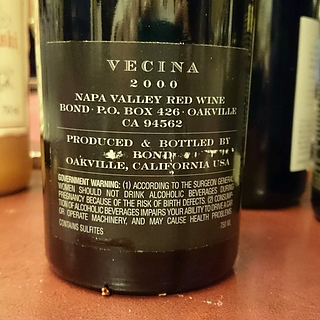 VECINA
2000
NAPA VALLEY RED WINE
BOND · P.O. BOX 426 · OAKVILLE
CA 94562
PRODUCED & BOTTLED BY
BOND
OAKVILLE, CALIFORNIA USA
GOVERNMENT WARNING: (1) ACCORDING TO THE SURGEON GENERAL
WOMEN SHOULD NOT DRINK ALCOHOLIC BEVERAGES DURING
PREGNANCY BECAUSE OF THE RISK OF BIRTH DEFECTS. (2) CONSUMP-
TION OF ALCOHOLIC BEVERAGES IMPAIRS YOUR ABILITY TO DRIVE A CAR
OR OPERATE MACHINERY, AND MAY CAUSE HEALTH PROBLEMS.
CONTAINS SULFITES 750 ML